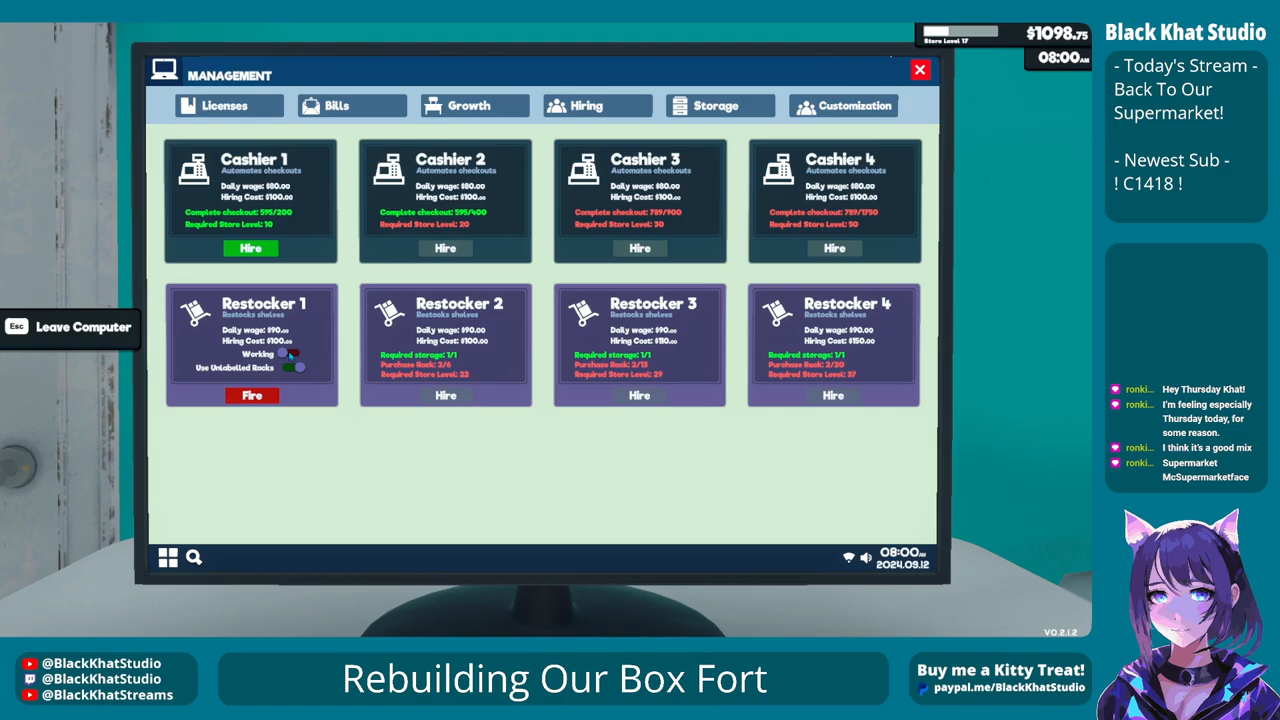 Store Level 17
$1098.75
08:00AM
MANAGEMENT
Licenses
Bills
Growth
Hiring
Storage
Customization
Cashier 1
Automates checkouts
Daily wage: $80.00
Hiring Cost: $100.00
Complete checkout: 595/200
Required Store Level: 10
Hire
Cashier 2
Automates checkouts
Daily wage: $80.00
Hiring Cost: $100.00
Complete checkout: 595/400
Required Store Level: 20
Hire
Cashier 3
Automates checkouts
Daily wage: $80.00
Hiring Cost: $100.00
Complete checkout: 789/900
Required Store Level: 30
Hire
Cashier 4
Automates checkouts
Daily wage: $80.00
Hiring Cost: $100.00
Complete checkout: 789/1750
Required Store Level: 50
Hire
Restocker 1
Restocks shelves
Daily wage: $90.00
Hiring Cost: $100.00
Working
Use Unlabelled Racks
Fire
Restocker 2
Restocks shelves
Daily wage: $90.00
Hiring Cost: $100.00
Required storage: 1/1
Purchase Rack: 2/6
Required Store Level: 22
Hire
Restocker 3
Restocks shelves
Daily wage: $90.00
Hiring Cost: $110.00
Required storage: 1/1
Purchase Rack: 2/13
Required Store Level: 29
Hire
Restocker 4
Restocks shelves
Daily wage: $90.00
Hiring Cost: $150.00
Required storage: 1/1
Purchase Rack: 2/20
Required Store Level: 37
Hire
Esc Leave Computer
08:00AM
2024.09.12
V0.2.1.2
Black Khat Studio
- Today's Stream -
Back To Our
Supermarket!
- Newest Sub -
! C1418 !
ronki... Hey Thursday Khat!
ronki... I'm feeling especially
Thursday today, for
some reason.
ronki... I think it's a good mix
ronki... Supermarket
McSupermarketface
@BlackKhatStudio
@BlackKhatStudio
@BlackKhatStreams
Rebuilding Our Box Fort
Buy me a Kitty Treat!
paypal.me/BlackKhatStudio